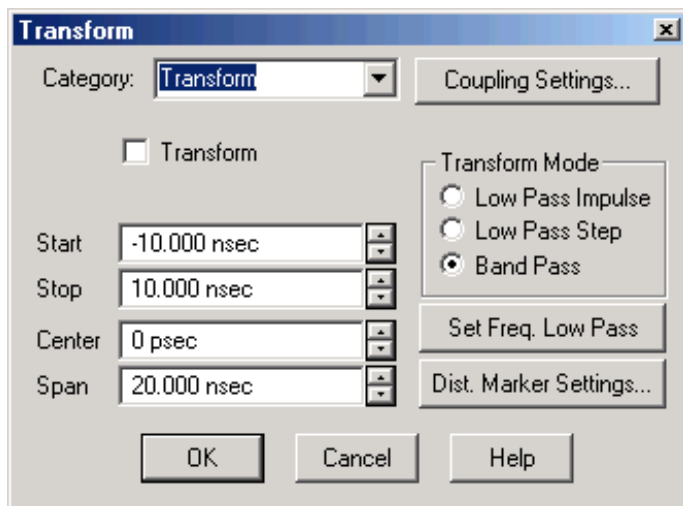 Transform
Category: Transform Coupling Settings...
Transform
Transform Mode
Low Pass Impulse
Low Pass Step
Band Pass
Start -10.000 nsec
Stop 10.000 nsec
Center 0 psec
Span 20.000 nsec
Set Freq. Low Pass
Dist. Marker Settings...
OK Cancel Help